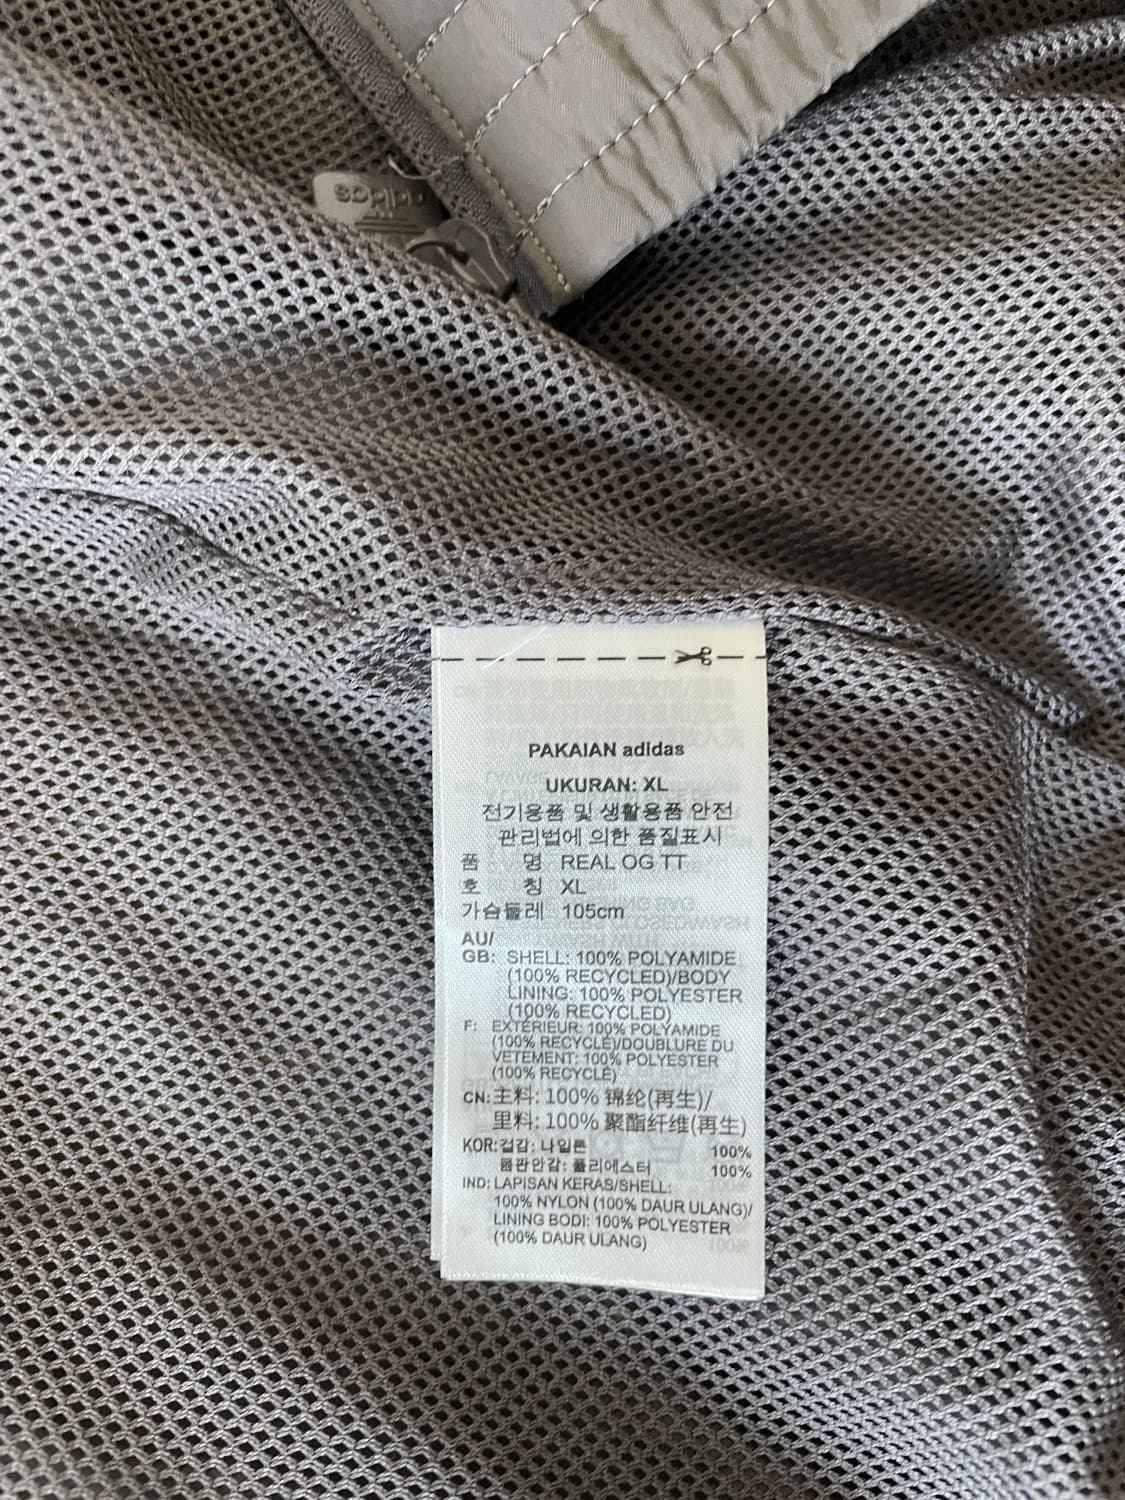 adidas
PAKAIAN adidas
UKURAN: XL
전기용품 및 생활용품 안전
관리법에 의한 품질표시
품 명 REAL OG TT
호 칭 XL
가슴둘레 105cm
AU/
GB: SHELL: 100% POLYAMIDE
(100% RECYCLED)/BODY
LINING: 100% POLYESTER
(100% RECYCLED)
F: EXTÉRIEUR: 100% POLYAMIDE
(100% RECYCLÉ)/DOUBLURE DU
VÊTEMENT: 100% POLYESTER
(100% RECYCLÉ)
CN: 主料: 100% 锦纶(再生)/
里料: 100% 聚酯纤维(再生)
KOR: 겉감: 나일론 100%
몸판안감: 폴리에스터 100%
IND: LAPISAN KERAS/SHELL:
100% NYLON (100% DAUR ULANG)/
LINING BODI: 100% POLYESTER
(100% DAUR ULANG)